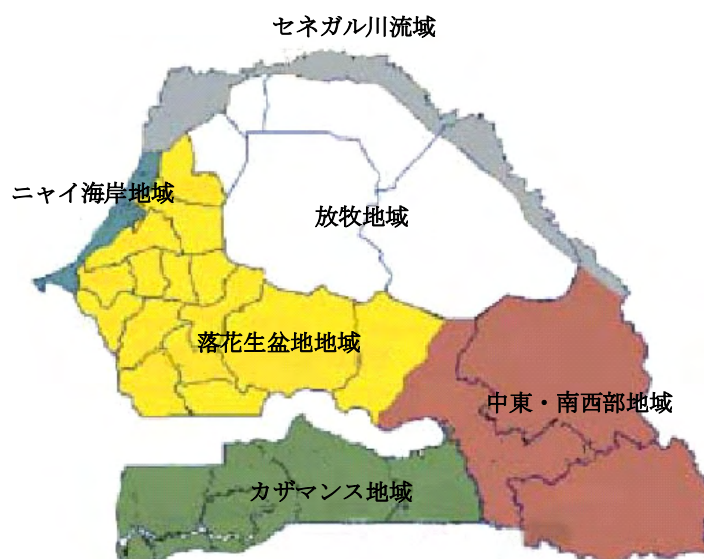 セネガル川流域
ニャイ海岸地域
放牧地域
落花生盆地地域
中東・南西部地域
カザマンス地域